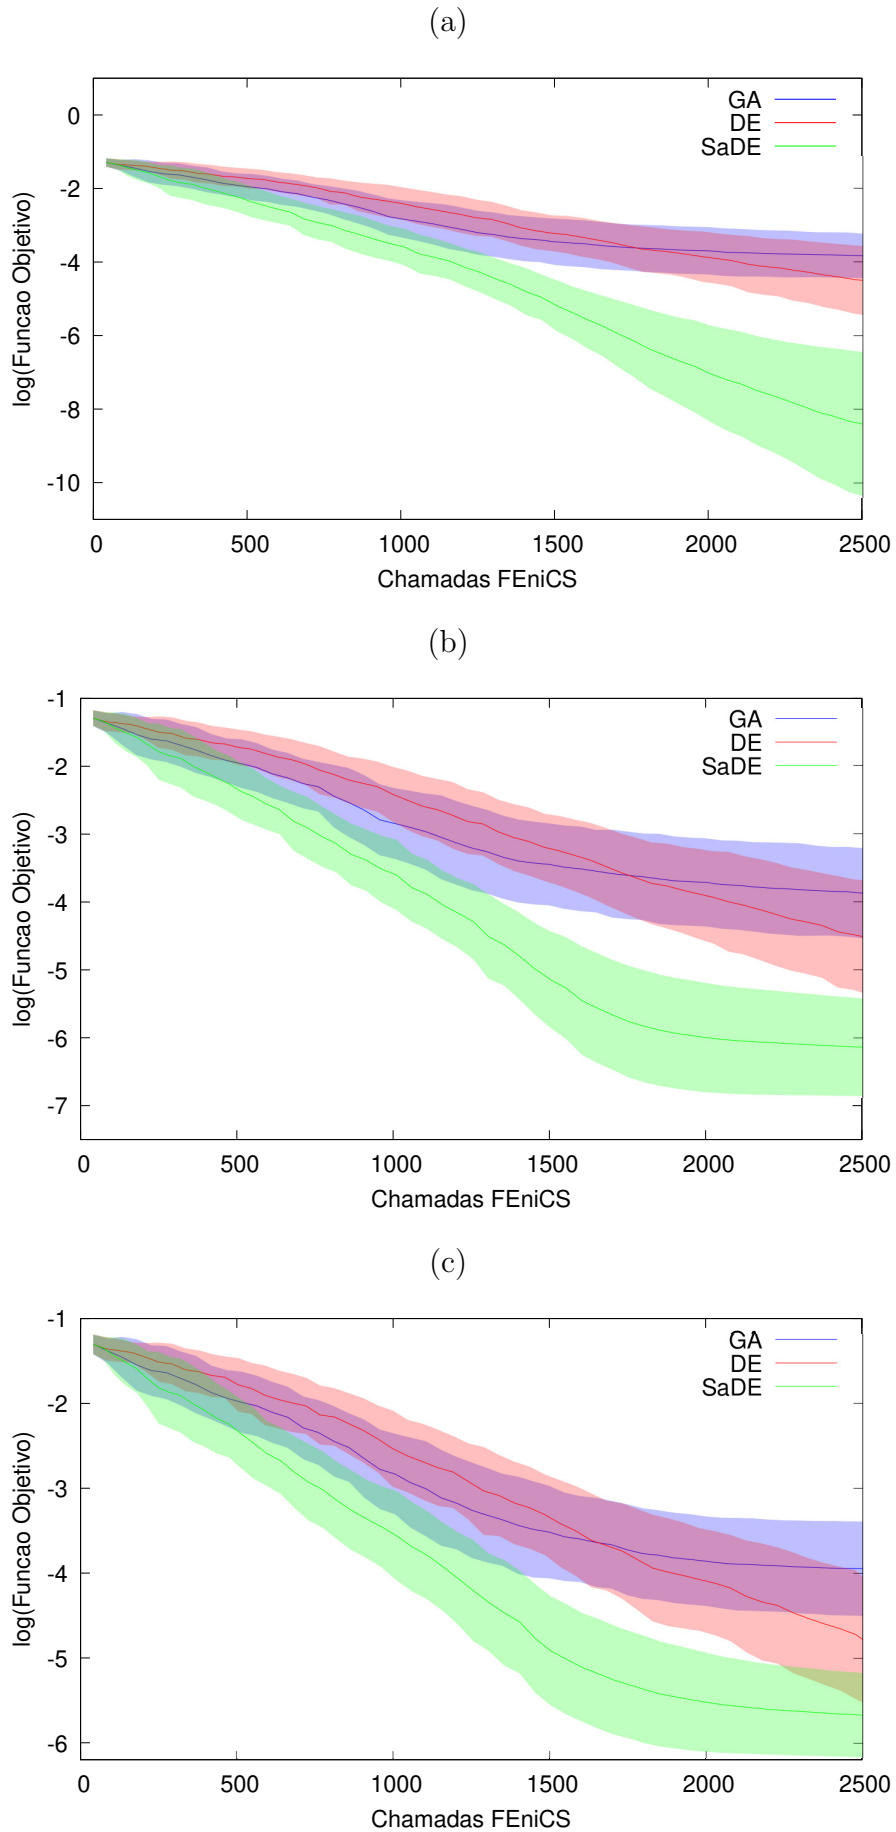 (a)
GA
DE
SaDE
0
-2
-4
-6
-8
-10
log(Funcao Objetivo)
0 500 1000 1500 2000 2500
Chamadas FEniCS
(b)
GA
DE
SaDE
-1
-2
-3
-4
-5
-6
-7
log(Funcao Objetivo)
0 500 1000 1500 2000 2500
Chamadas FEniCS
(c)
GA
DE
SaDE
-1
-2
-3
-4
-5
-6
log(Funcao Objetivo)
0 500 1000 1500 2000 2500
Chamadas FEniCS